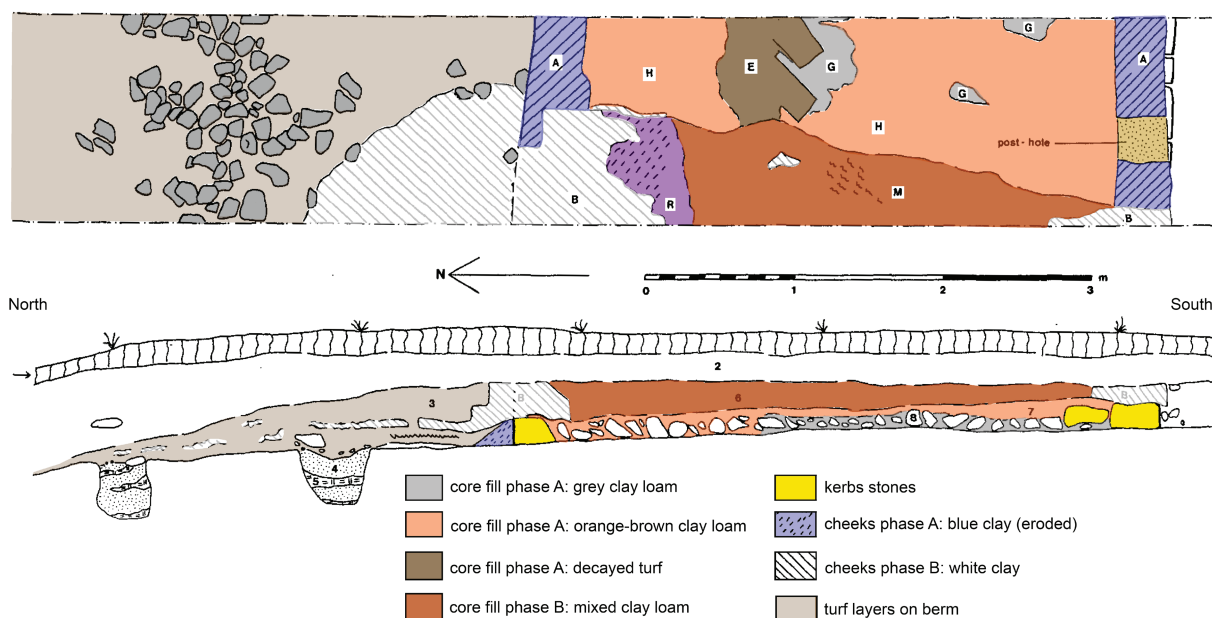 G
A
A
H
E
G
G
H
post-hole
M
B
R
B
N
m
0 1 2 3
North South
2
3
B
6
7
B
8
4
5
core fill phase A: grey clay loam
kerbs stones
core fill phase A: orange-brown clay loam
cheeks phase A: blue clay (eroded)
core fill phase A: decayed turf
cheeks phase B: white clay
core fill phase B: mixed clay loam
turf layers on berm